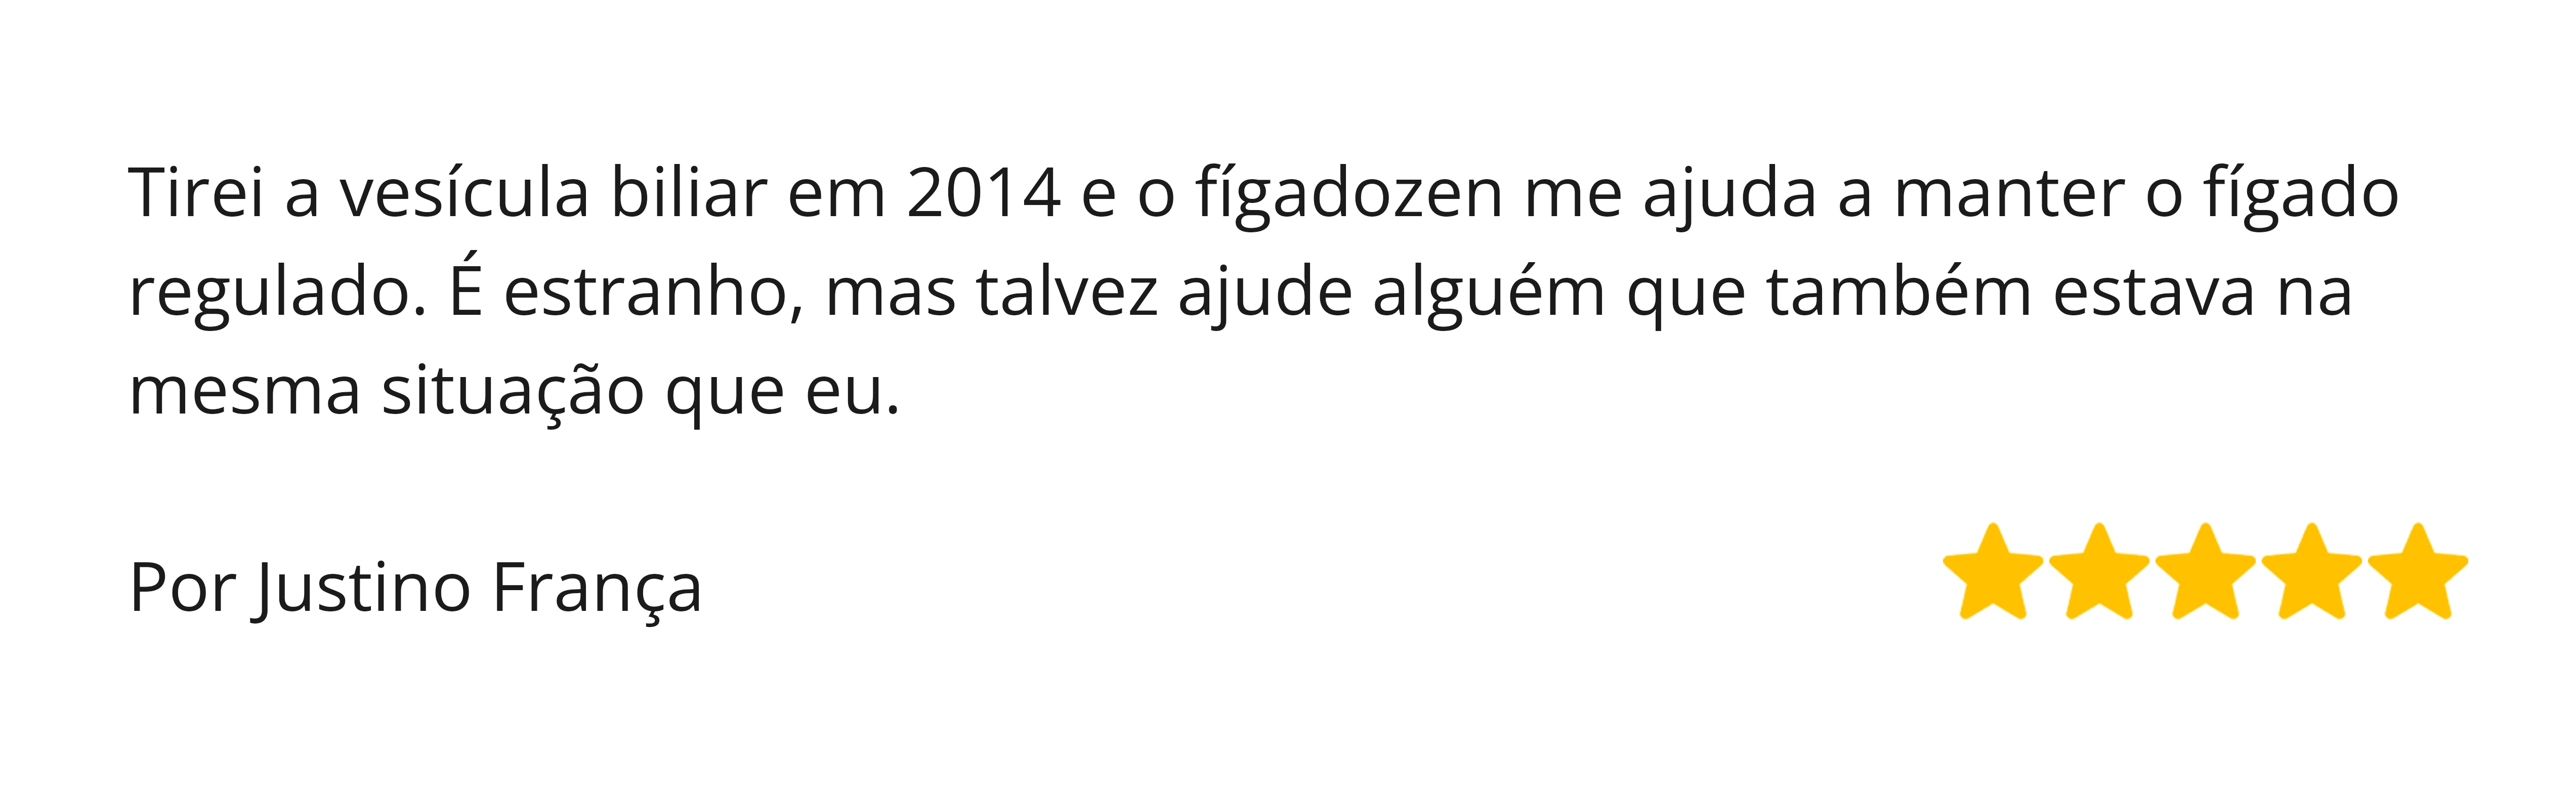 Tirei a vesícula biliar em 2014 e o fígadozen me ajuda a manter o fígado
regulado. É estranho, mas talvez ajude alguém que também estava na
mesma situação que eu.
Por Justino França